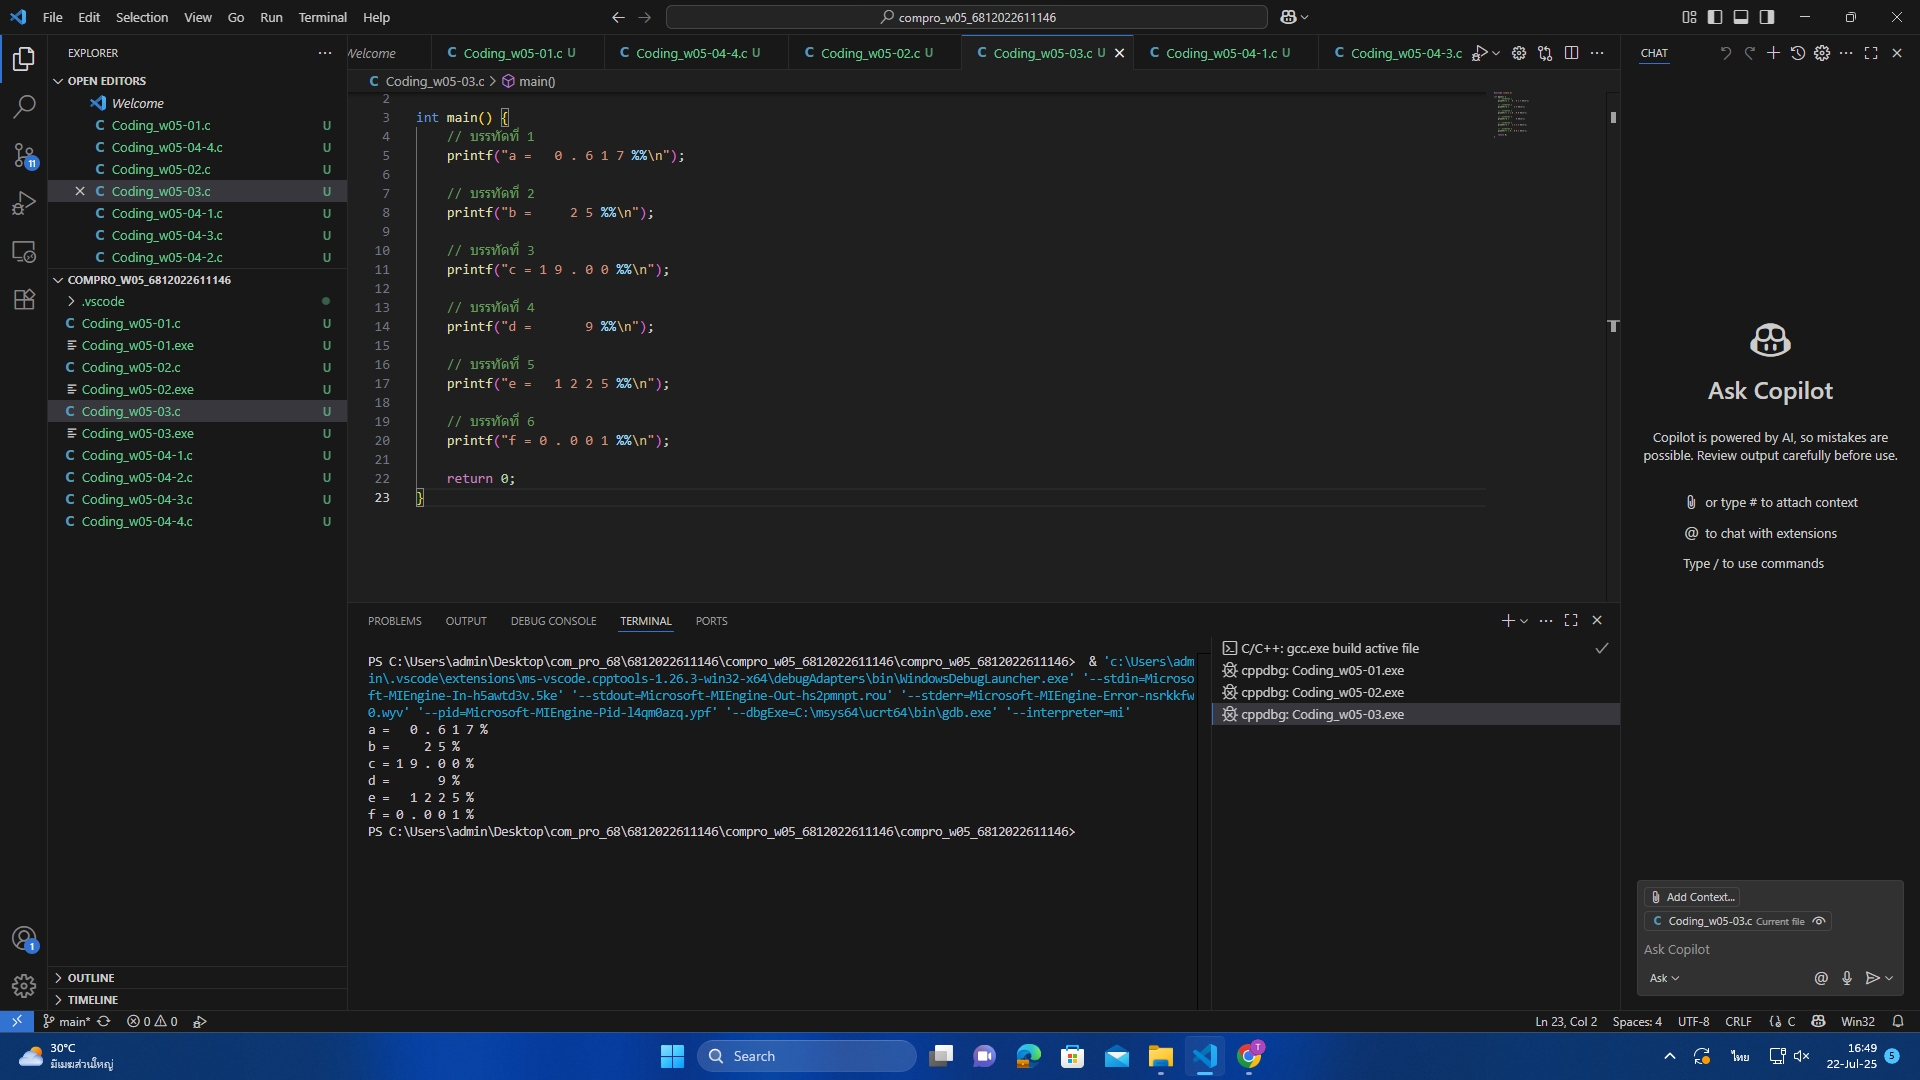 File Edit Selection View Go Run Terminal Help
compro_w05_6812022611146
EXPLORER
OPEN EDITORS
Welcome
Coding_w05-01.c U
Coding_w05-04-4.c U
Coding_w05-02.c U
Coding_w05-03.c U
Coding_w05-04-1.c U
Coding_w05-04-3.c U
Coding_w05-04-2.c U
COMPRO_W05_6812022611146
.vscode
Coding_w05-01.c U
Coding_w05-01.exe U
Coding_w05-02.c U
Coding_w05-02.exe U
Coding_w05-03.c U
Coding_w05-03.exe U
Coding_w05-04-1.c U
Coding_w05-04-2.c U
Coding_w05-04-3.c U
Coding_w05-04-4.c U
OUTLINE
TIMELINE
11
1
Welcome Coding_w05-01.c U Coding_w05-04-4.c U Coding_w05-02.c U Coding_w05-03.c U Coding_w05-04-1.c U Coding_w05-04-3.c
Coding_w05-03.c > main()
2
3 int main() {
4 // บรรทัดที่ 1
5 printf("a =   0 . 6 1 7 %%\n");
6
7 // บรรทัดที่ 2
8 printf("b =     2 5 %%\n");
9
10 // บรรทัดที่ 3
11 printf("c = 1 9 . 0 0 %%\n");
12
13 // บรรทัดที่ 4
14 printf("d =       9 %%\n");
15
16 // บรรทัดที่ 5
17 printf("e =   1 2 2 5 %%\n");
18
19 // บรรทัดที่ 6
20 printf("f = 0 . 0 0 1 %%\n");
21
22 return 0;
23 }
PROBLEMS OUTPUT DEBUG CONSOLE TERMINAL PORTS
PS C:\Users\admin\Desktop\com_pro_68\6812022611146\compro_w05_6812022611146\compro_w05_6812022611146>  & 'c:\Users\adm
in\.vscode\extensions\ms-vscode.cpptools-1.26.3-win32-x64\debugAdapters\bin\WindowsDebugLauncher.exe' '--stdin=Microso
ft-MIEngine-In-h5awtd3v.5ke' '--stdout=Microsoft-MIEngine-Out-hs2pmnpt.rou' '--stderr=Microsoft-MIEngine-Error-nsrkkfw
0.wyv' '--pid=Microsoft-MIEngine-Pid-l4qm0azq.ypf' '--dbgExe=C:\msys64\ucrt64\bin\gdb.exe' '--interpreter=mi'
a =   0 . 6 1 7 %
b =     2 5 %
c = 1 9 . 0 0 %
d =       9 %
e =   1 2 2 5 %
f = 0 . 0 0 1 %
PS C:\Users\admin\Desktop\com_pro_68\6812022611146\compro_w05_6812022611146\compro_w05_6812022611146>
C/C++: gcc.exe build active file
cppdbg: Coding_w05-01.exe
cppdbg: Coding_w05-02.exe
cppdbg: Coding_w05-03.exe
CHAT
Ask Copilot
Copilot is powered by AI, so mistakes are
possible. Review output carefully before use.
or type # to attach context
@ to chat with extensions
Type / to use commands
Add Context...
Coding_w05-03.c Current file
Ask Copilot
Ask
main* 0 0
Ln 23, Col 2 Spaces: 4 UTF-8 CRLF {} C Win32
30°C
มีเมฆส่วนใหญ่
Search
T
ไทย
16:49
22-Jul-25
5